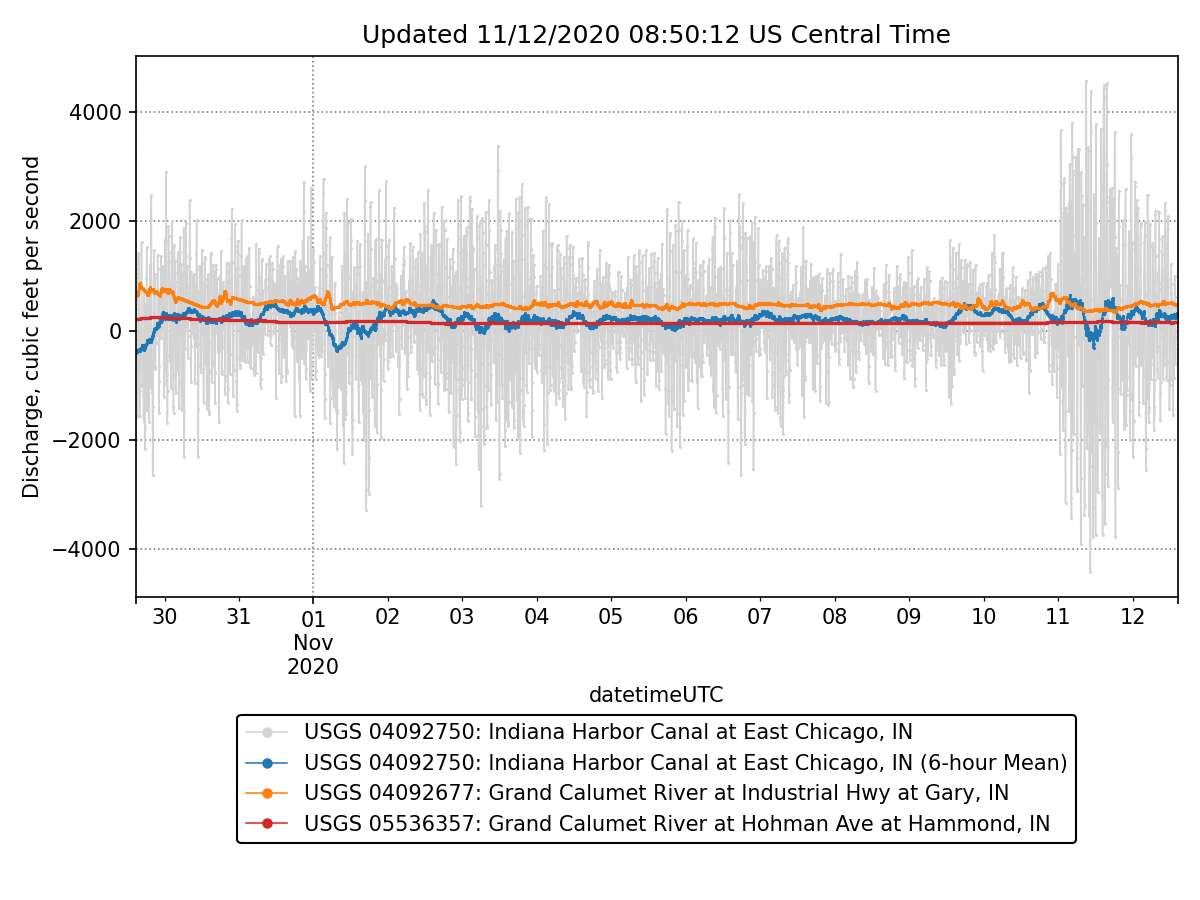 Updated 11/12/2020 08:50:12 US Central Time
Discharge, cubic feet per second
4000
2000
0
−2000
−4000
30
31
01
Nov
2020
02
03
04
05
06
07
08
09
10
11
12
datetimeUTC
USGS 04092750: Indiana Harbor Canal at East Chicago, IN
USGS 04092750: Indiana Harbor Canal at East Chicago, IN (6-hour Mean)
USGS 04092677: Grand Calumet River at Industrial Hwy at Gary, IN
USGS 05536357: Grand Calumet River at Hohman Ave at Hammond, IN